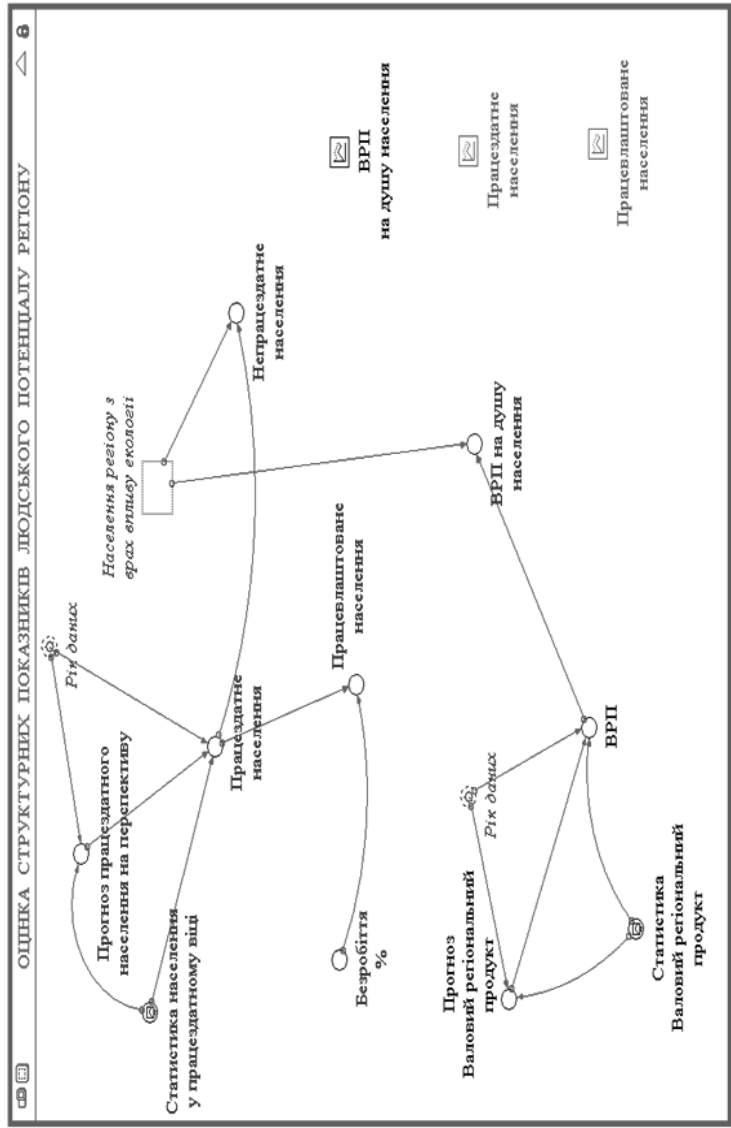 ОЦІНКА СТРУКТУРНИХ ПОКАЗНИКІВ ЛЮДСЬКОГО ПОТЕНЦІАЛУ РЕГІОНУ
Рік даних
Прогноз працездатного
населення на перспективу
Статистика населення
у працездатному віці
Працездатне
населення
Населення регіону з
врах впливу екології
Непрацездатне
населення
Безробіття
%
Працевлаштоване
населення
ВРП
на душу населення
Рік даних
Прогноз
Валовий регіональний
продукт
ВРП
ВРП на душу
населення
Працездатне
населення
Статистика
Валовий регіональний
продукт
Працевлаштоване
населення